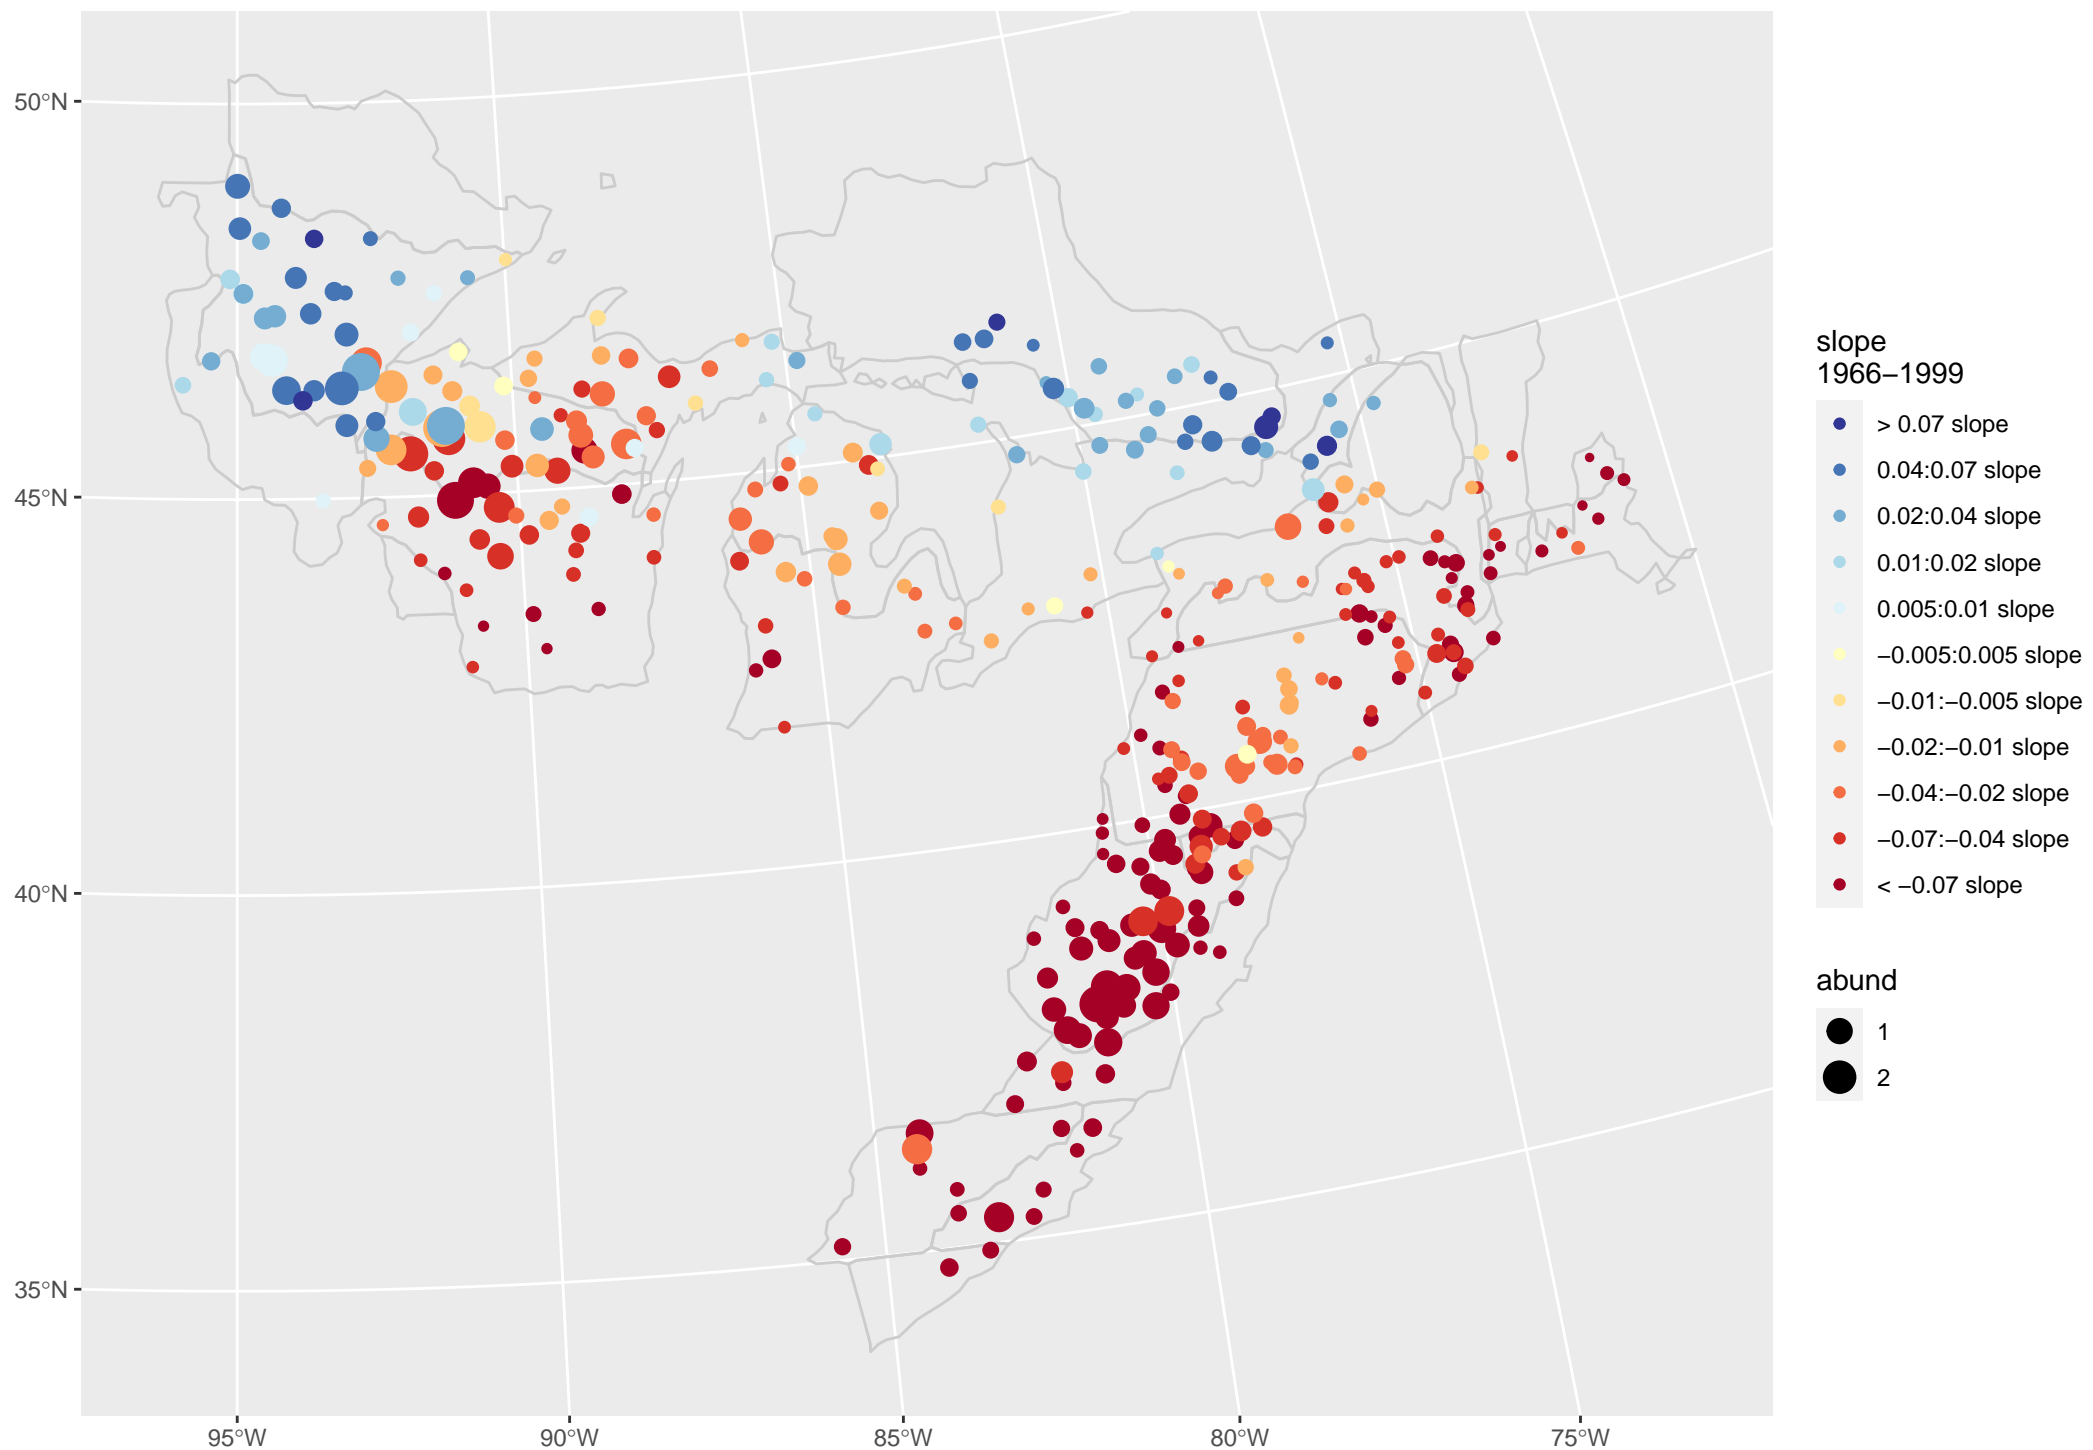 50°N
45°N
40°N
35°N
95°W
90°W
85°W
80°W
75°W
slope
1966−1999
> 0.07 slope
0.04:0.07 slope
0.02:0.04 slope
0.01:0.02 slope
0.005:0.01 slope
−0.005:0.005 slope
−0.01:−0.005 slope
−0.02:−0.01 slope
−0.04:−0.02 slope
−0.07:−0.04 slope
< −0.07 slope
abund
1
2